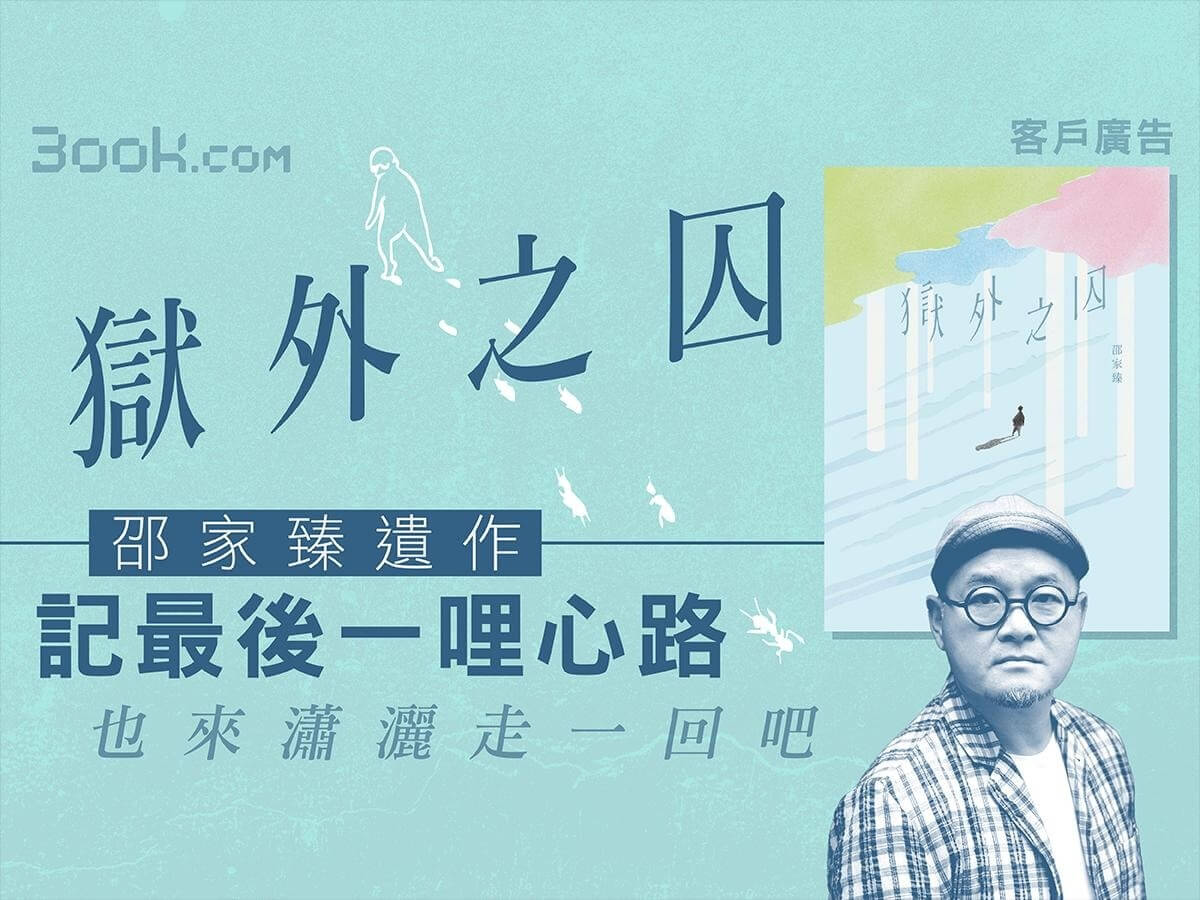 3ook.com
客戶廣告
獄外之囚
獄外之囚
邵家臻
邵家臻遺作
記最後一哩心路
也來瀟灑走一回吧